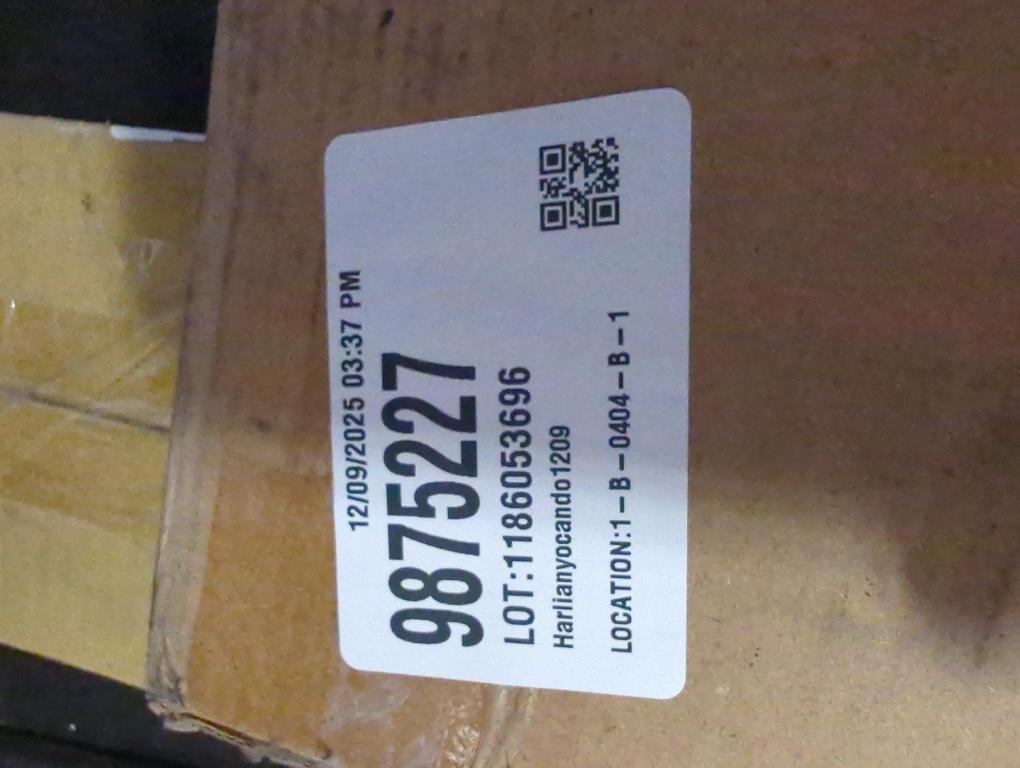 12/09/2025 03:37 PM
9875227
LOT:1186053696
Harlianyocando1209
LOCATION:1-B-0404-B-1